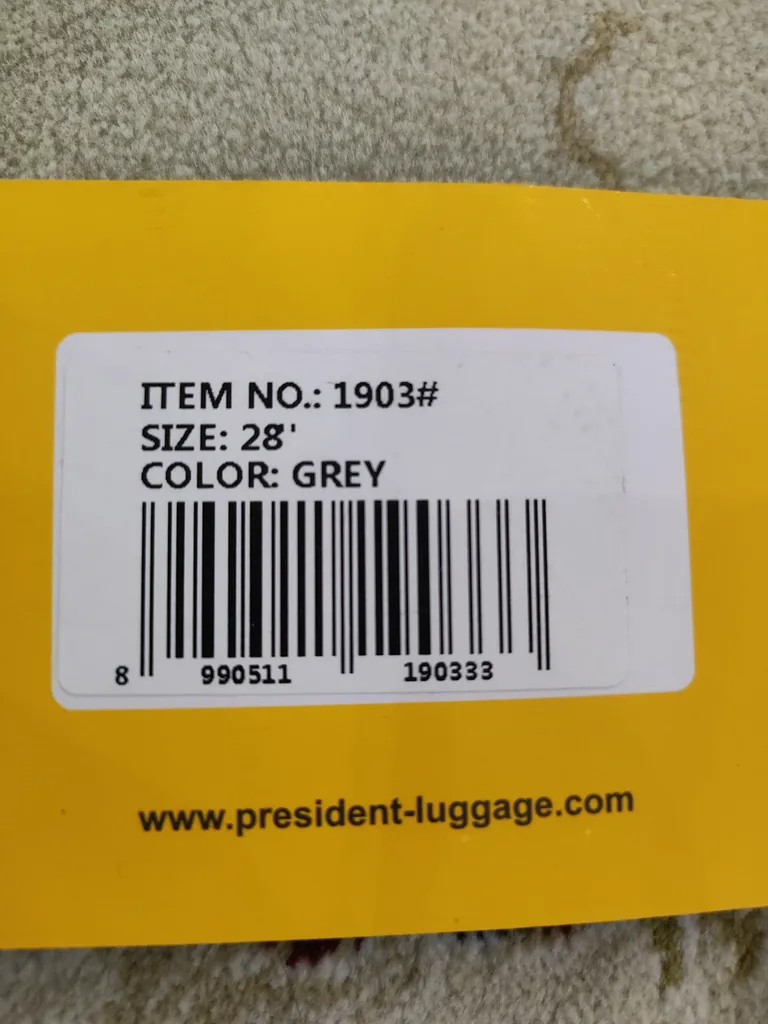 ITEM NO.: 1903#
SIZE: 28"
COLOR: GREY
8 990511 190333
www.president-luggage.com